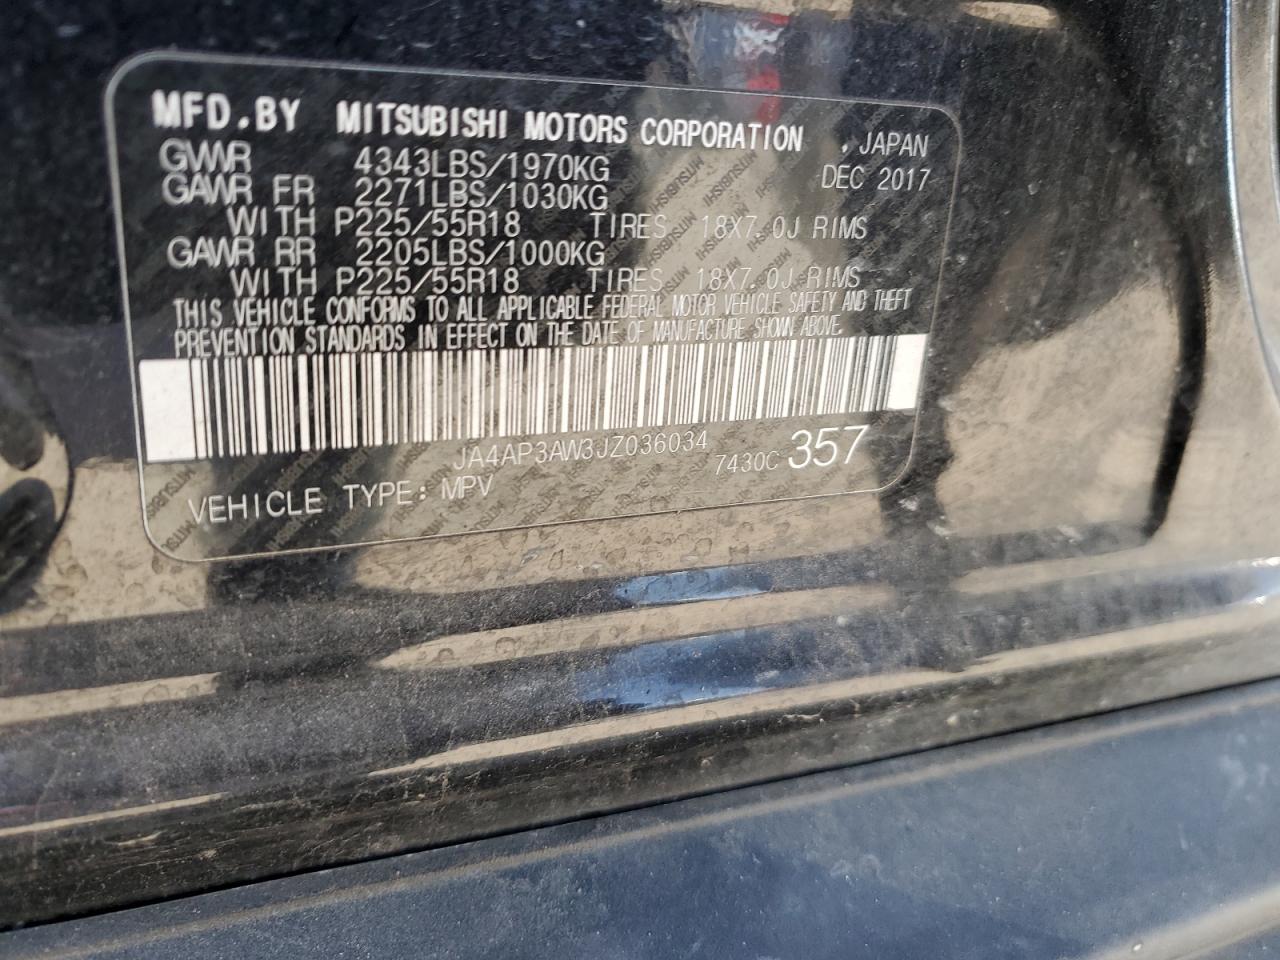 MFD.BY MITSUBISHI MOTORS CORPORATION , JAPAN
GVWR 4343LBS/1970KG DEC 2017
GAWR FR 2271LBS/1030KG
WITH P225/55R18 TIRES, 18X7.0J RIMS
GAWR RR 2205LBS/1000KG
WITH P225/55R18 TIRES, 18X7.0J RIMS
THIS VEHICLE CONFORMS TO ALL APPLICABLE FEDERAL MOTOR VEHICLE SAFETY AND THEFT
PREVENTION STANDARDS IN EFFECT ON THE DATE OF MANUFACTURE SHOWN ABOVE.
JA4AP3AW3JZ036034 7430C 357
VEHICLE TYPE: MPV